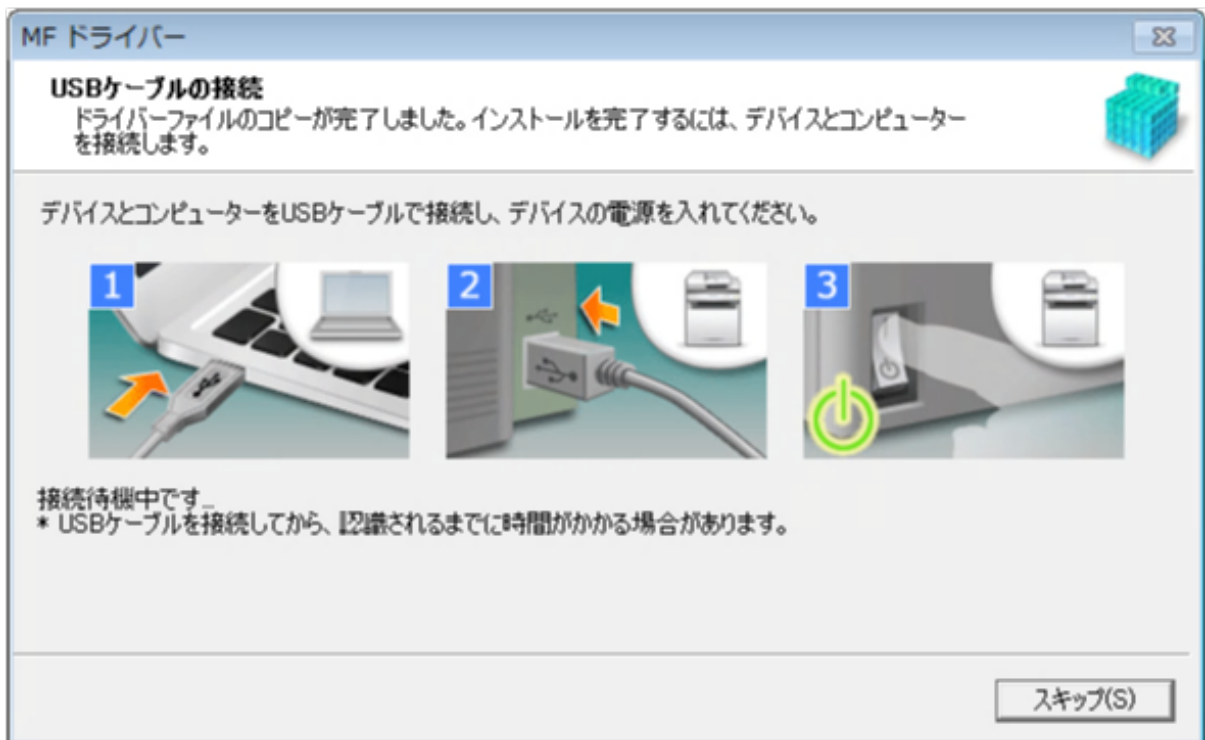 MF ドライバー
USBケーブルの接続
ドライバーファイルのコピーが完了しました。インストールを完了するには、デバイスとコンピューター
を接続します。
デバイスとコンピューターをUSBケーブルで接続し、デバイスの電源を入れてください。
1
2
3
接続待機中です...
* USBケーブルを接続してから、認識されるまでに時間がかかる場合があります。
スキップ(S)